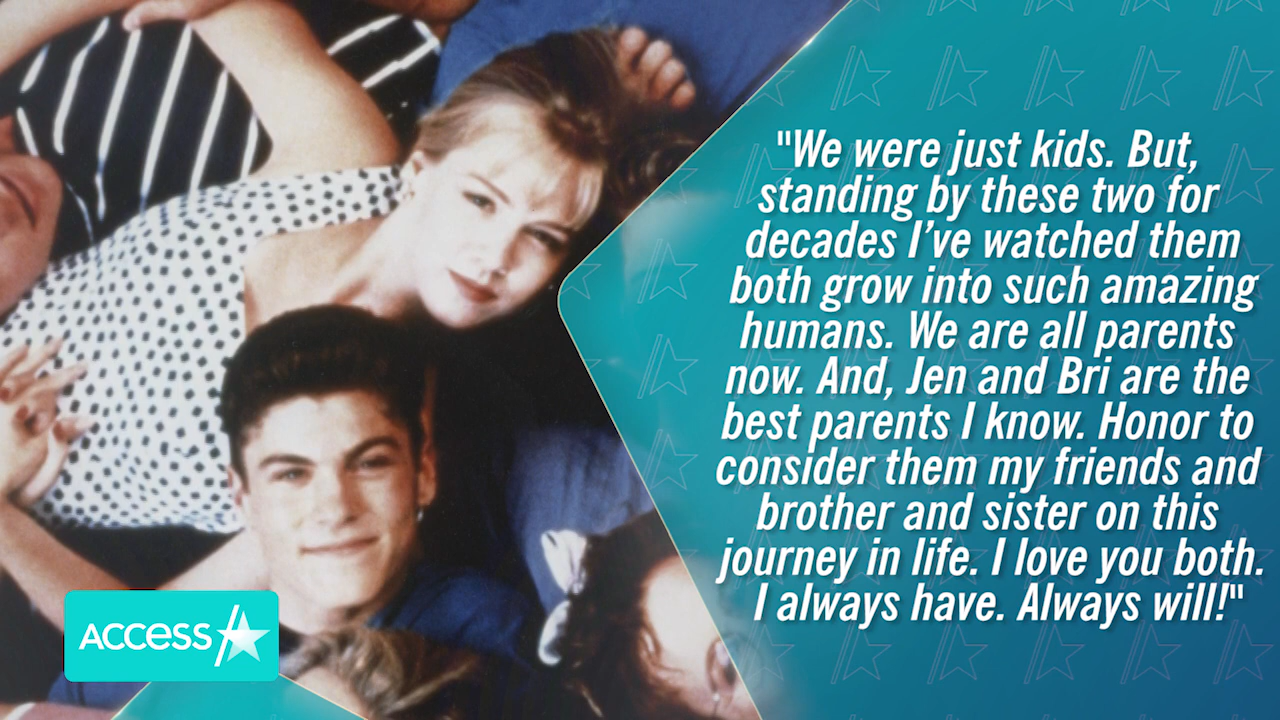 "We were just kids. But,
standing by these two for
decades I've watched them
both grow into such amazing
humans. We are all parents
now. And, Jen and Bri are the
best parents I know. Honor to
consider them my friends and
brother and sister on this
journey in life. I love you both.
I always have. Always will!"
ACCESS